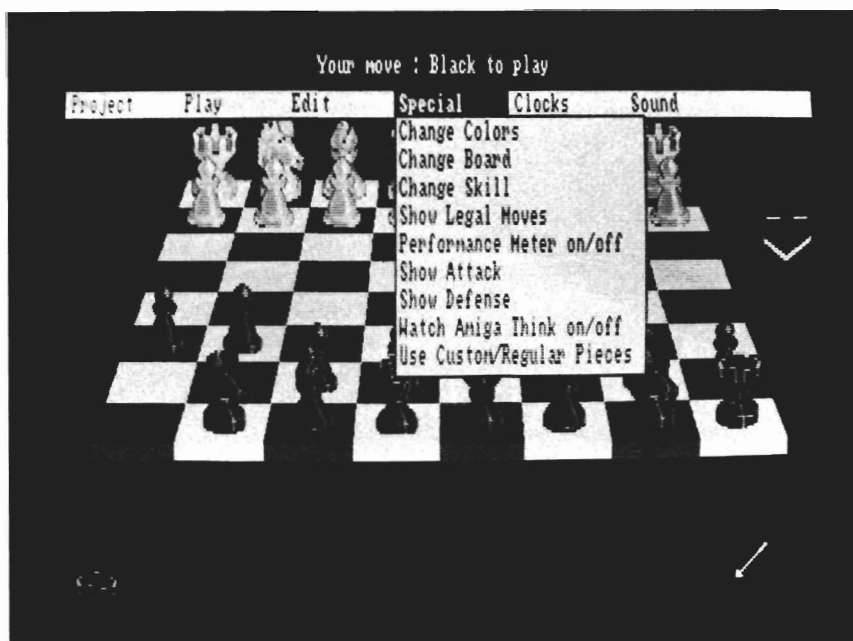 Your move : Black to play
Project Play Edit Special Clocks Sound
Change Colors
Change Board
Change Skill
Show Legal Moves
Performance Meter on/off
Show Attack
Show Defense
Watch Amiga Think on/off
Use Custom/Regular Pieces